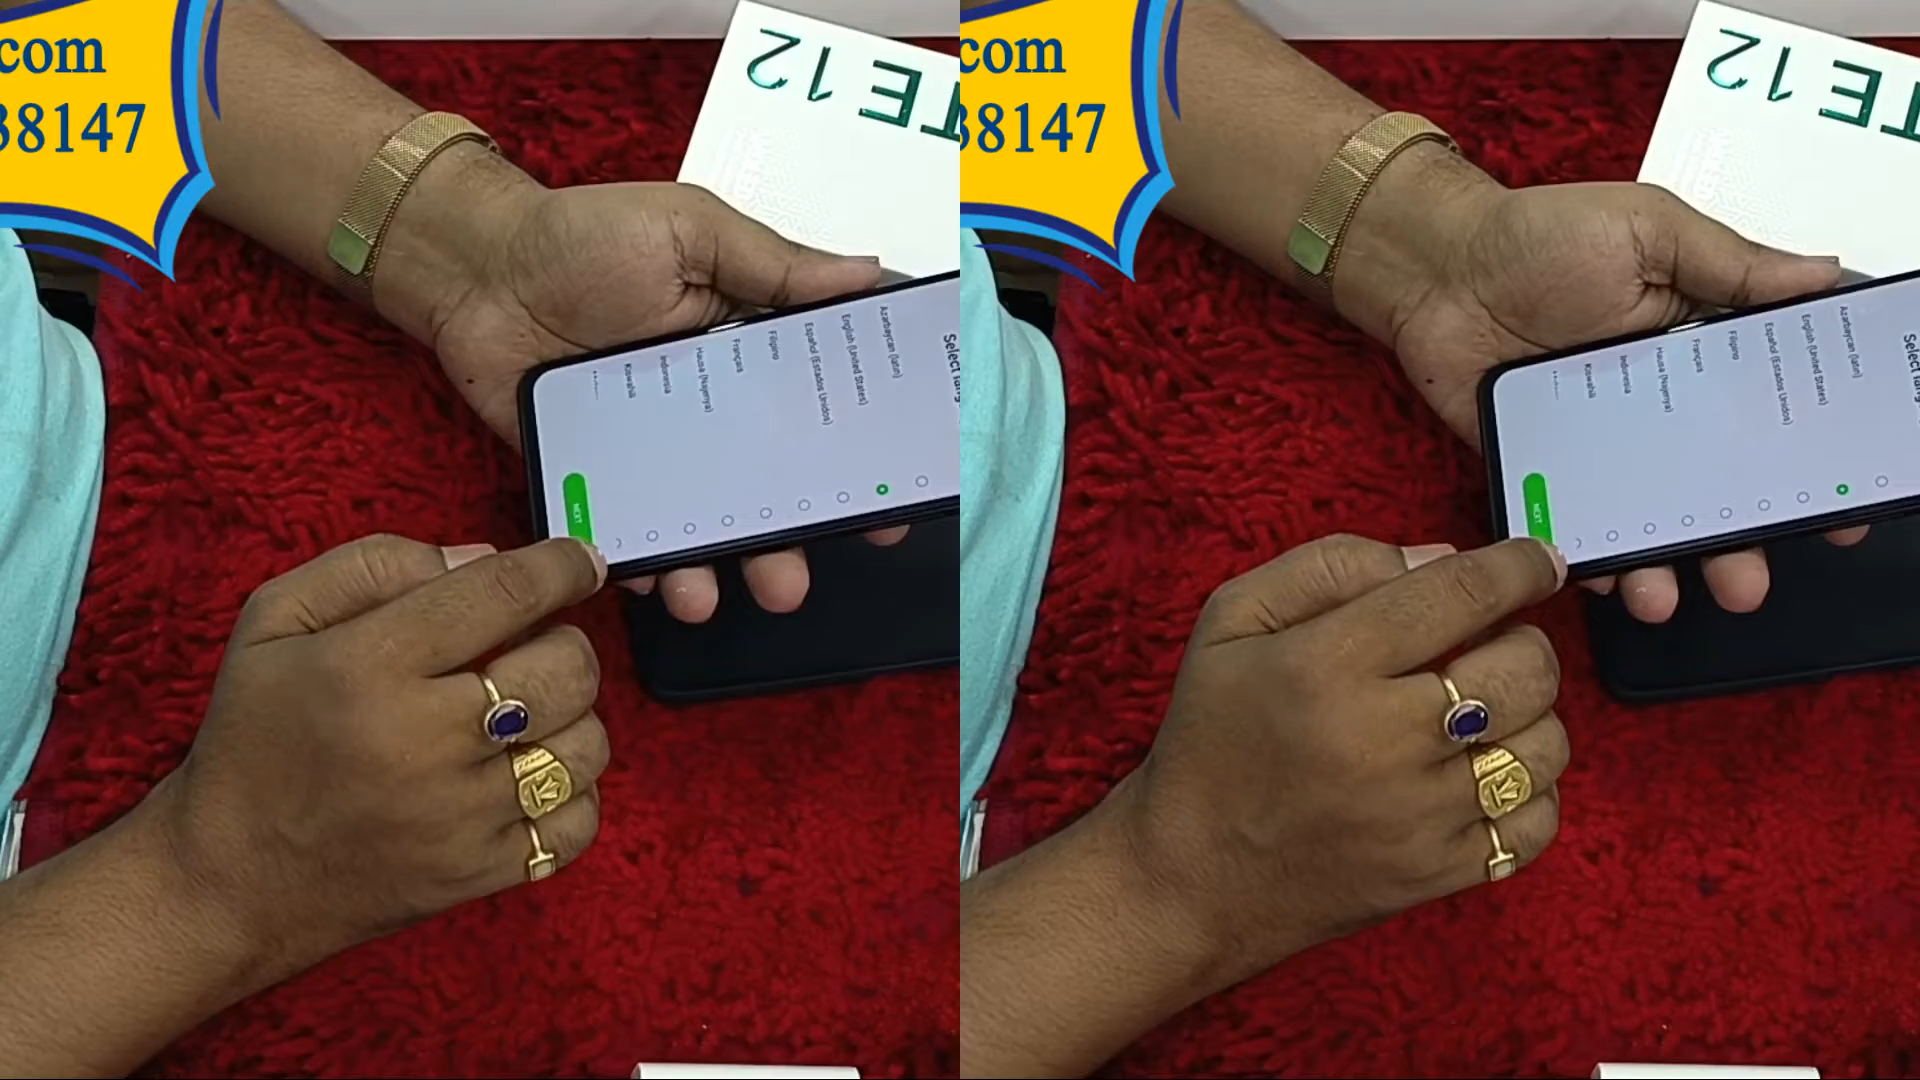 com
38147
TE 12
Select lang
Azərbaycan (latın)
English (United States)
Español (Estados Unidos)
Filipino
Français
Hausa (Najeriya)
Indonesia
Kiswahili
NEXT
com
38147
TE 12
Select lang
Azərbaycan (latın)
English (United States)
Español (Estados Unidos)
Filipino
Français
Hausa (Najeriya)
Indonesia
Kiswahili
NEXT